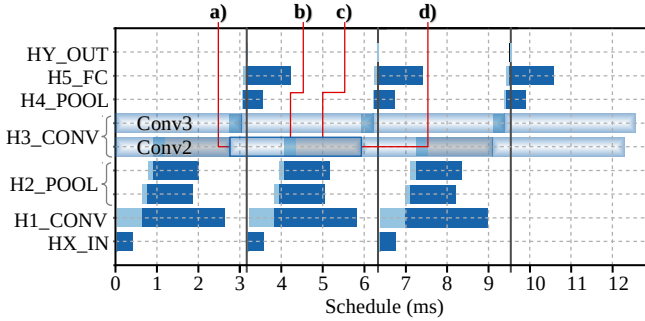 a) b) c) d)
HY_OUT
H5_FC
H4_POOL
Conv3
H3_CONV
Conv2
H2_POOL
H1_CONV
HX_IN
0 1 2 3 4 5 6 7 8 9 10 11 12
Schedule (ms)